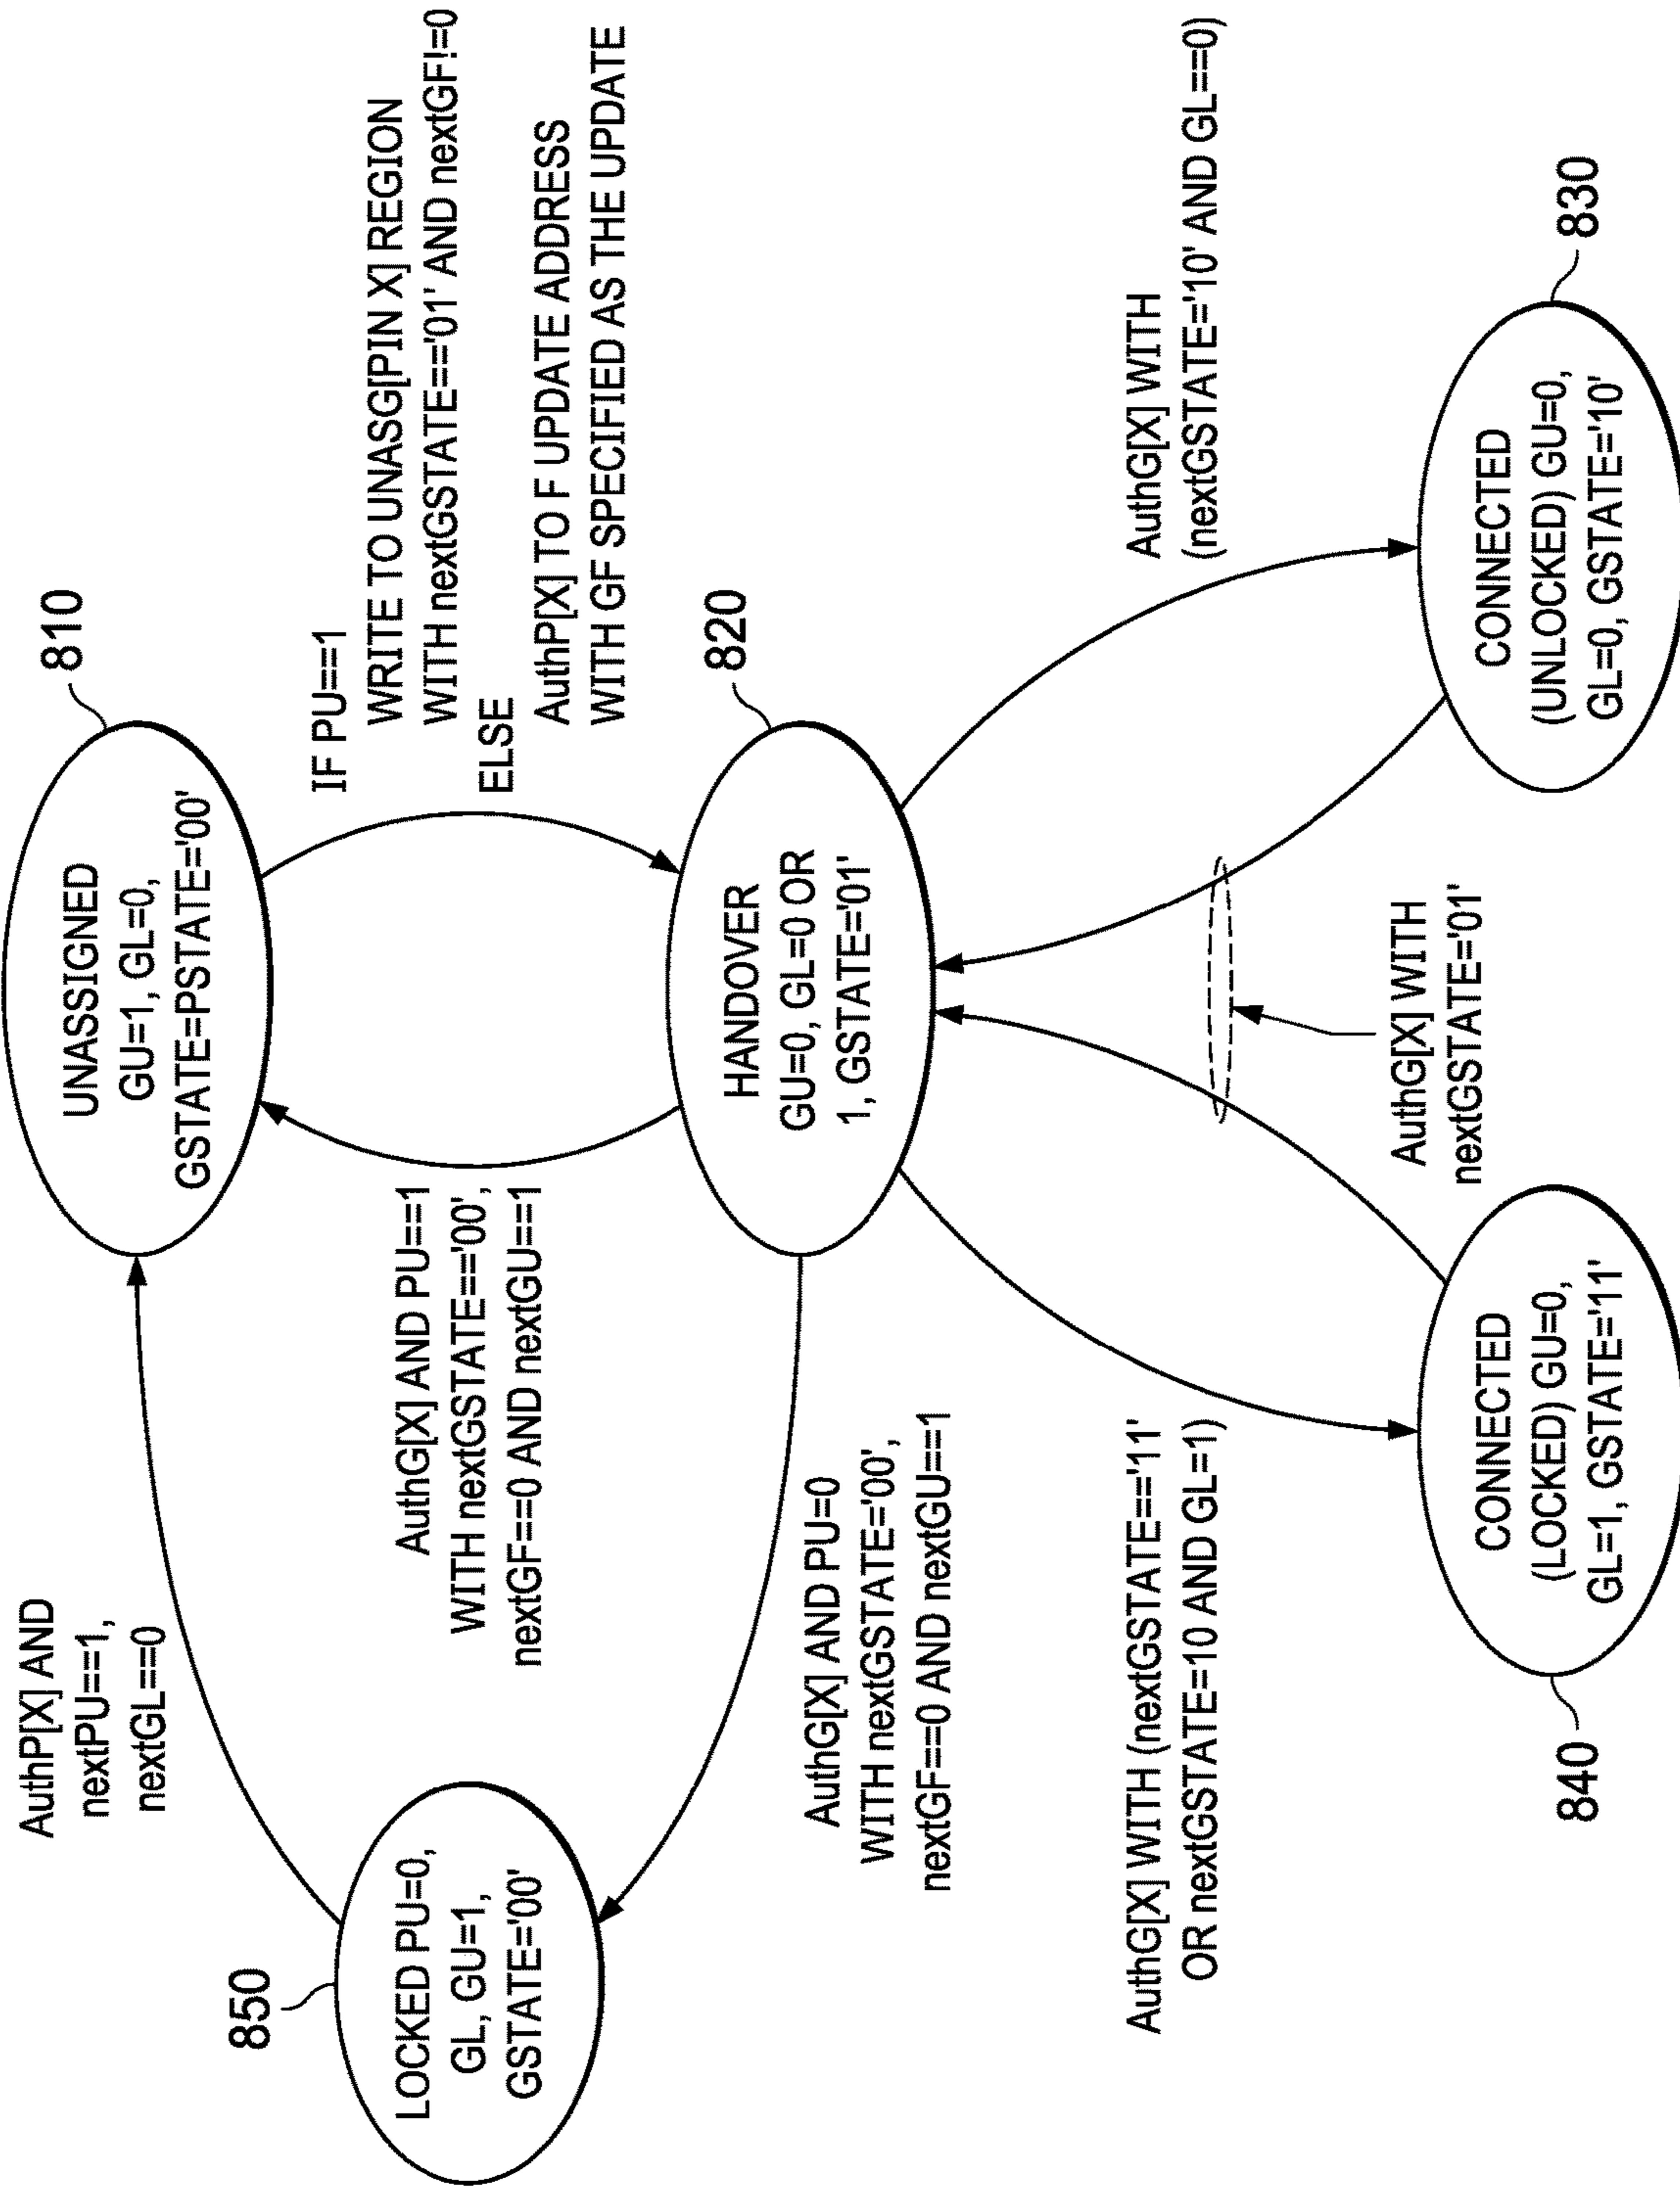 810
UNASSIGNED
GU=1, GL=0,
GSTATE=PSTATE='00'
IF PU==1
WRITE TO UNASG[PIN X] REGION
WITH nextGSTATE=='01' AND nextGF!=0
ELSE
AuthP[X] TO F UPDATE ADDRESS
WITH GF SPECIFIED AS THE UPDATE
AuthP[X] AND
nextPU==1,
nextGL==0
AuthG[X] AND PU==1
WITH nextGSTATE=='00',
nextGF==0 AND nextGU==1
850
LOCKED PU=0,
GL, GU=1,
GSTATE='00'
820
HANDOVER
GU=0, GL=0 OR
1, GSTATE='01'
AuthG[X] AND PU=0
WITH nextGSTATE='00',
nextGF==0 AND nextGU==1
AuthG[X] WITH (nextGSTATE=='11'
OR nextGSTATE=10 AND GL=1)
AuthG[X] WITH
(nextGSTATE='10' AND GL==0)
AuthG[X] WITH
nextGSTATE='01'
840
CONNECTED
(LOCKED) GU=0,
GL=1, GSTATE='11'
830
CONNECTED
(UNLOCKED) GU=0,
GL=0, GSTATE='10'